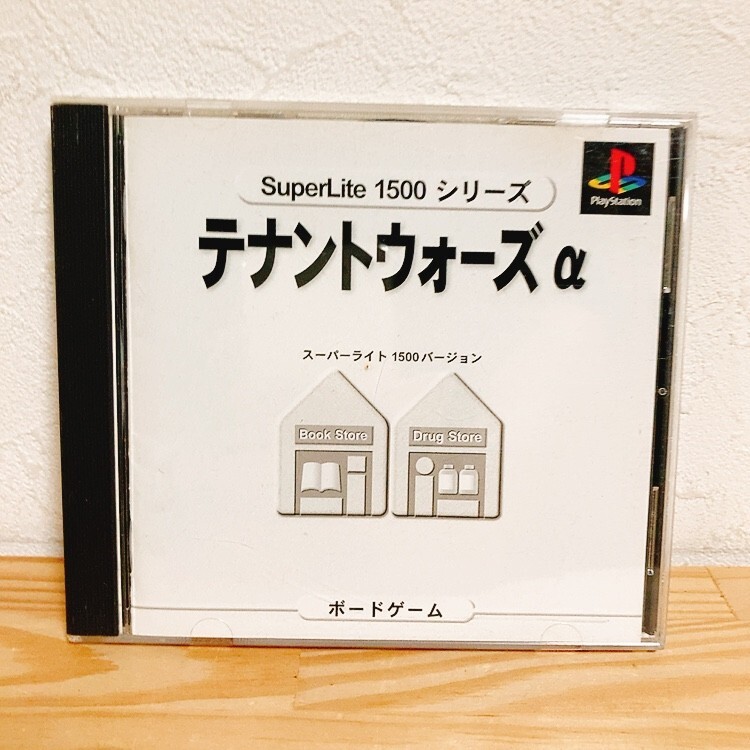 SuperLite 1500 シリーズ
PlayStation
テナントウォーズ α
スーパーライト 1500 バージョン
Book Store
Drug Store
ボードゲーム